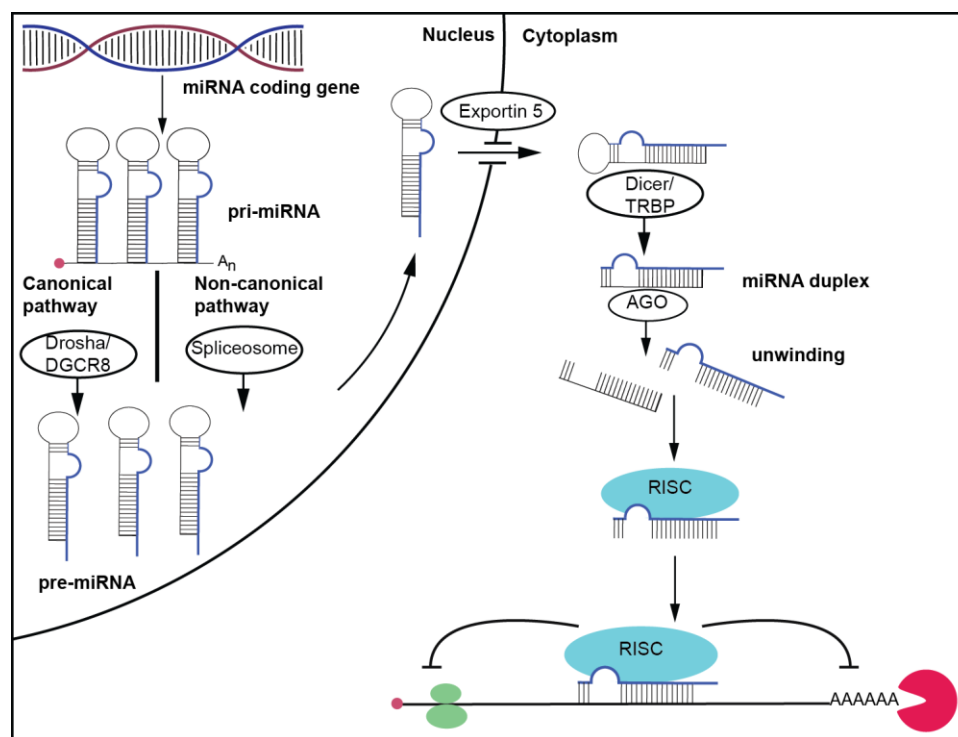 Nucleus
Cytoplasm
miRNA coding gene
Exportin 5
pri-miRNA
An
Canonical
pathway
Non-canonical
pathway
Drosha/
DGCR8
Spliceosome
pre-miRNA
Dicer/
TRBP
miRNA duplex
AGO
unwinding
RISC
RISC
AAAAAA